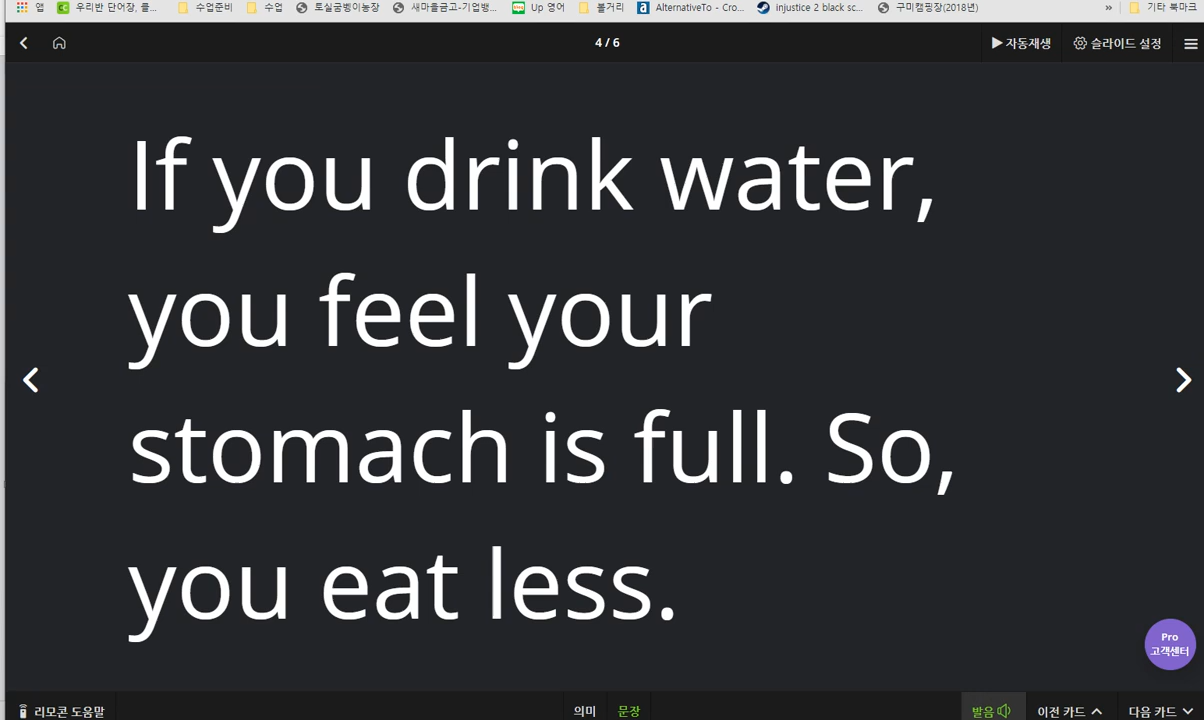 앱 우리반 단어장, 클... 수업준비 수업 토실굼벵이농장 새마을금고-기업뱅... Up 영어 볼거리 AlternativeTo - Cro... injustice 2 black sc... 구미캠핑장(2018년) » 기타 북마크
4 / 6 자동재생 슬라이드 설정
If you drink water,
you feel your
stomach is full. So,
you eat less.
Pro
고객센터
리모콘 도움말 의미 문장 발음 이전 카드 다음 카드